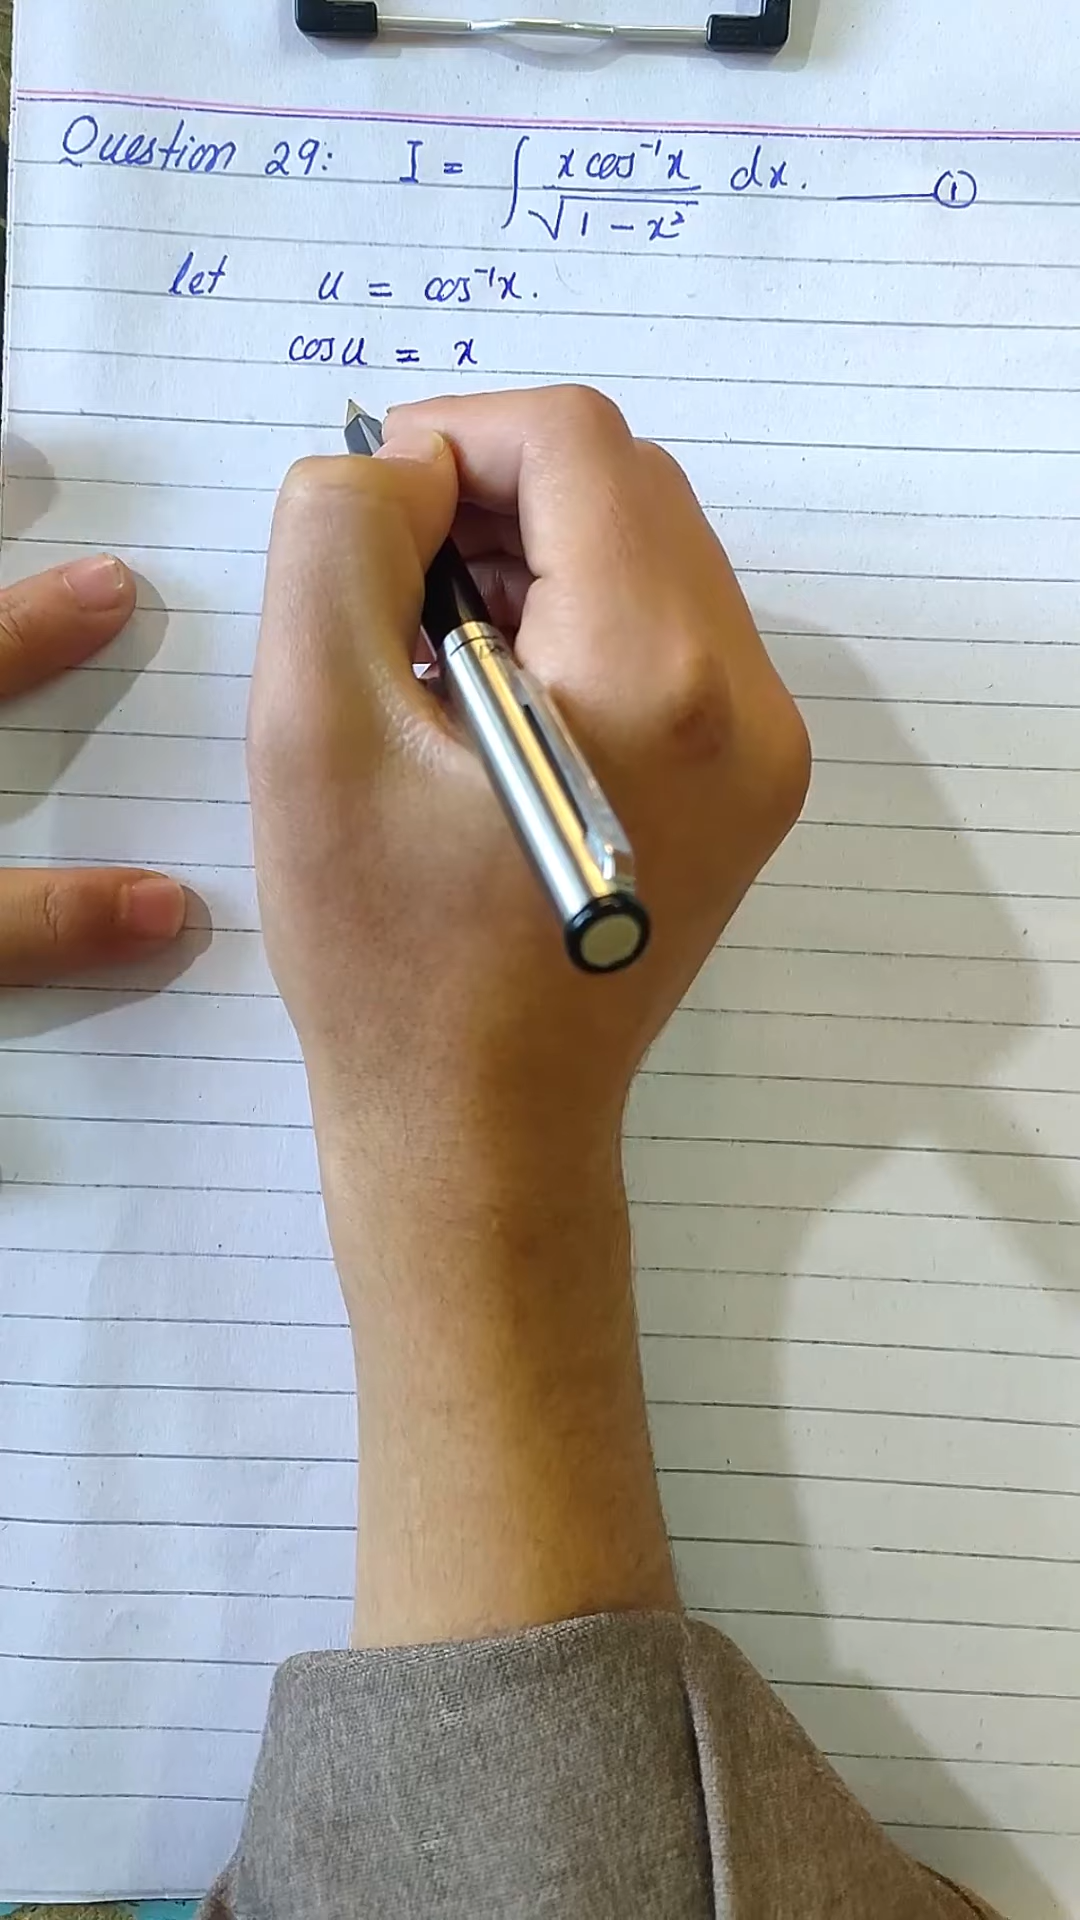 Question 29: I = ∫ x cos⁻¹x / √(1 - x²) dx. ——①
let u = cos⁻¹x.
cos u = x